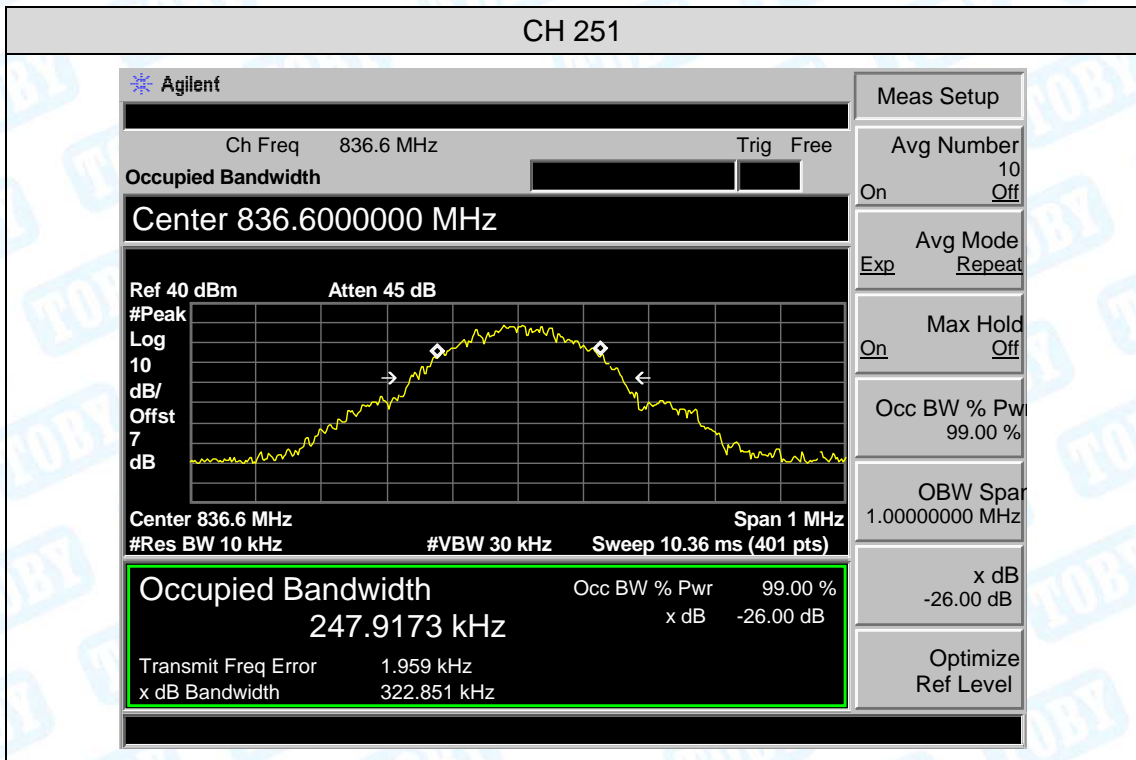 CH 251
Agilent
Meas Setup
Ch Freq 836.6 MHz Trig Free
Occupied Bandwidth
Center 836.6000000 MHz
Ref 40 dBm Atten 45 dB
#Peak
Log
10
dB/
Offst
7
dB
Center 836.6 MHz Span 1 MHz
#Res BW 10 kHz #VBW 30 kHz Sweep 10.36 ms (401 pts)
Occupied Bandwidth
247.9173 kHz
Occ BW % Pwr 99.00 %
x dB -26.00 dB
Transmit Freq Error 1.959 kHz
x dB Bandwidth 322.851 kHz
Avg Number
10
On Off
Avg Mode
Exp Repeat
Max Hold
On Off
Occ BW % Pwr
99.00 %
OBW Span
1.00000000 MHz
x dB
-26.00 dB
Optimize
Ref Level
TOBY